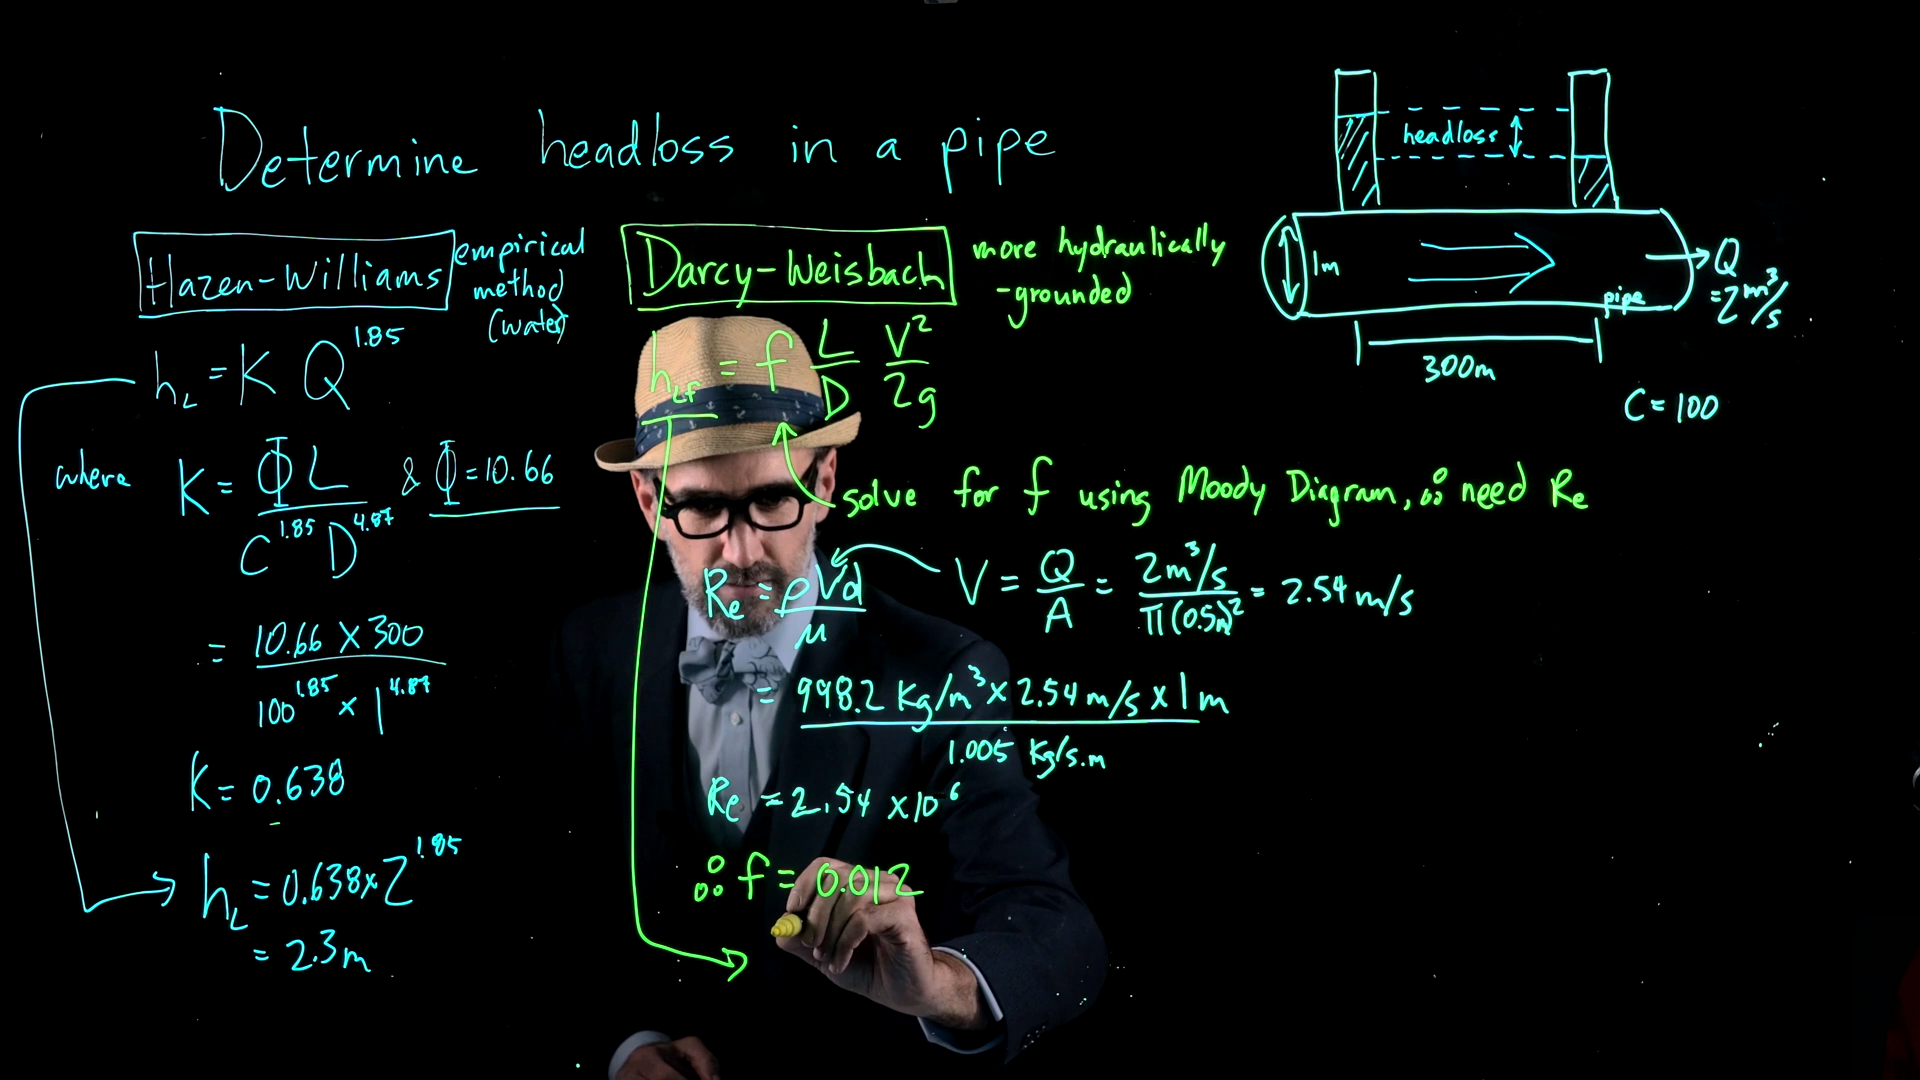 Determine headloss in a pipe
Hazen-Williams
empirical
method
(water)
h_L = K Q^1.85
where K = ΦL / C^1.85 D^4.87 & Φ = 10.66
= 10.66 x 300 / 100^1.85 x 1^4.87
K = 0.638
h_L = 0.638 x 2^1.85
= 2.3m
Darcy-Weisbach
more hydraulically
-grounded
h_Lf = f L/D V²/2g
solve for f using Moody Diagram, ∴ need Re
Re = ρVd / μ
V = Q/A = 2m³/s / π(0.5m)² = 2.54 m/s
= 998.2 Kg/m³ x 2.54 m/s x 1m / 1.005 Kg/s.m
Re = 2.54 x10^6
∴ f = 0.012
headloss
1m
Q
= 2 m³/s
pipe
300m
C = 100